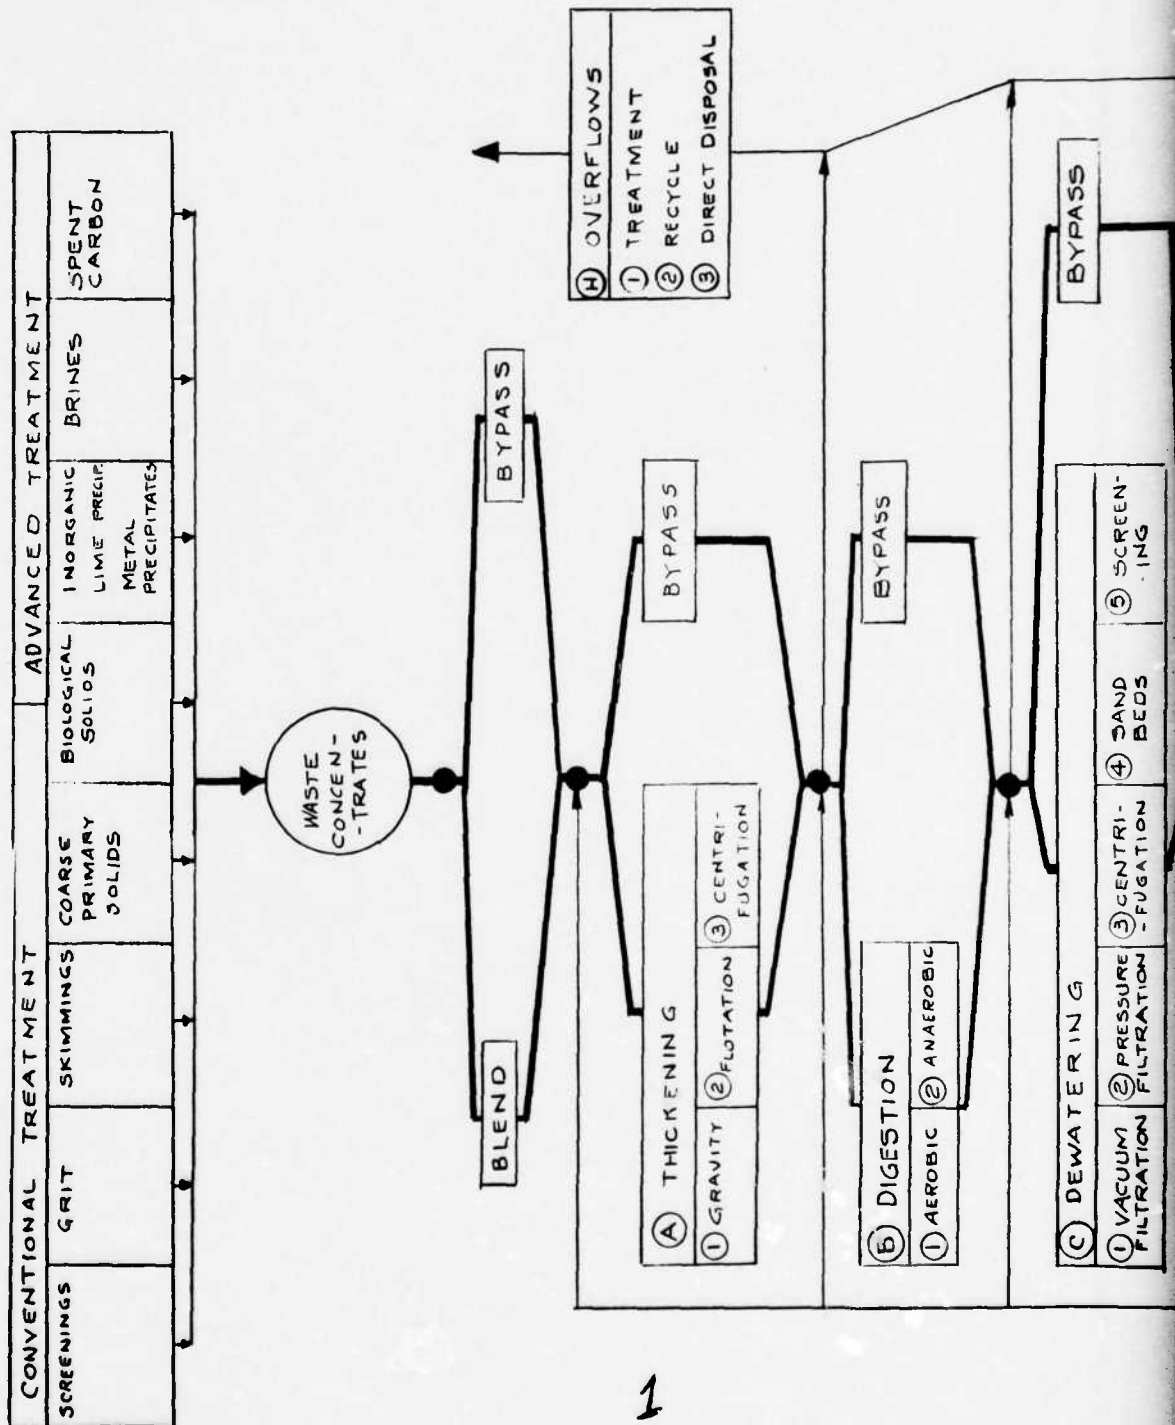 CONVENTIONAL TREATMENT
ADVANCED TREATMENT
SCREENINGS
GRIT
SKIMMINGS
COARSE
PRIMARY
SOLIDS
BIOLOGICAL
SOLIDS
INORGANIC
LIME PRECIP.
METAL
PRECIPITATES
BRINES
SPENT
CARBON
WASTE
CONCEN-
-TRATES
BLEND
BYPASS
H OVERFLOWS
1 TREATMENT
2 RECYCLE
3 DIRECT DISPOSAL
A THICKENING
1 GRAVITY
2 FLOTATION
3 CENTRI-
FUGATION
BYPASS
B DIGESTION
1 AEROBIC
2 ANAEROBIC
BYPASS
C DEWATERING
1 VACUUM
FILTRATION
2 PRESSURE
FILTRATION
3 CENTRI-
-FUGATION
4 SAND
BEDS
5 SCREEN-
-ING
BYPASS
1